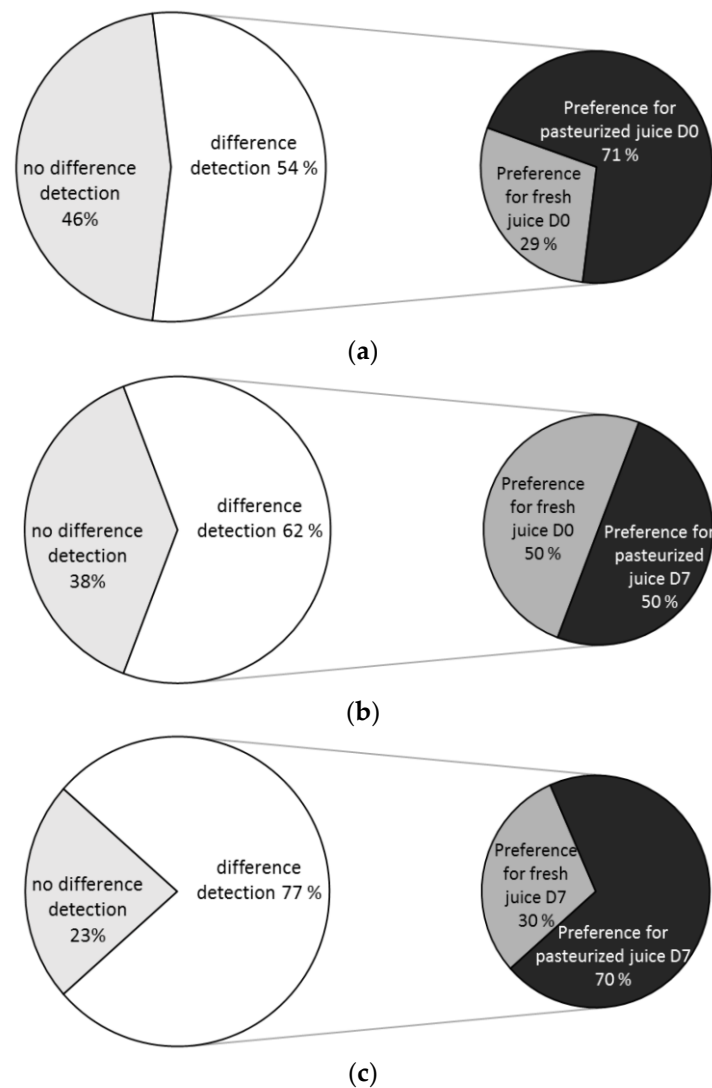 no difference
detection
46%
difference
detection 54 %
Preference for
pasteurized juice D0
71 %
Preference
for fresh
juice D0
29 %
(a)
no difference
detection
38%
difference
detection 62 %
Preference
for fresh
juice D0
50 %
Preference for
pasteurized
juice D7
50 %
(b)
no difference
detection
23%
difference
detection 77 %
Preference
for fresh
juice D7
30 %
Preference for
pasteurized juice D7
70 %
(c)